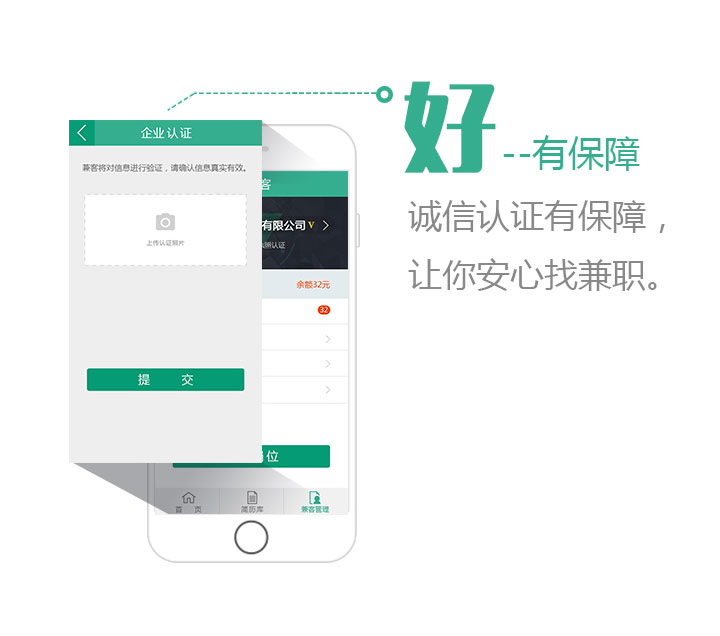 好 --有保障
诚信认证有保障，
让你安心找兼职。
企业认证
兼客将对信息进行验证，请确认信息真实有效。
上传认证照片
提 交
客
有限公司 V
照认证
余额32元
32
岗位
首 页 简历库 兼客管理